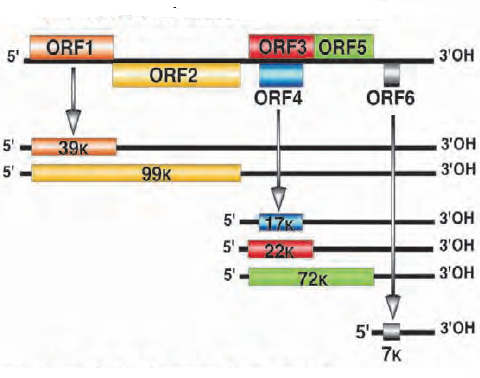 ORF1 ORF3 ORF5
5' 3'OH
ORF2
ORF4 ORF6
5' 39K 3'OH
5' 99K 3'OH
5' 17K 3'OH
5' 22K 3'OH
5' 72K 3'OH
5' 3'OH
7K